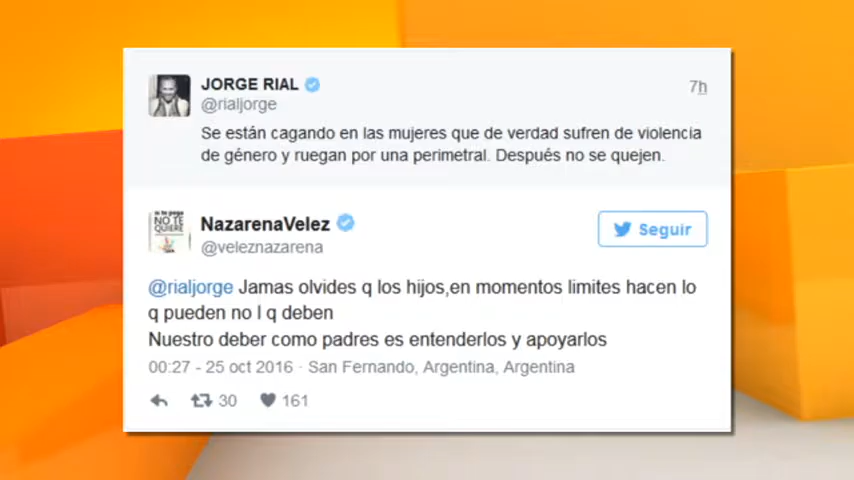 JORGE RIAL
7h
@rialjorge
Se están cagando en las mujeres que de verdad sufren de violencia
de género y ruegan por una perimetral. Después no se quejen.
NO TE
QUIERE
NazarenaVelez
Seguir
@veleznazarena
@rialjorge Jamas olvides q los hijos,en momentos limites hacen lo
q pueden no l q deben
Nuestro deber como padres es entenderlos y apoyarlos
00:27 - 25 oct 2016 · San Fernando, Argentina, Argentina
30 161